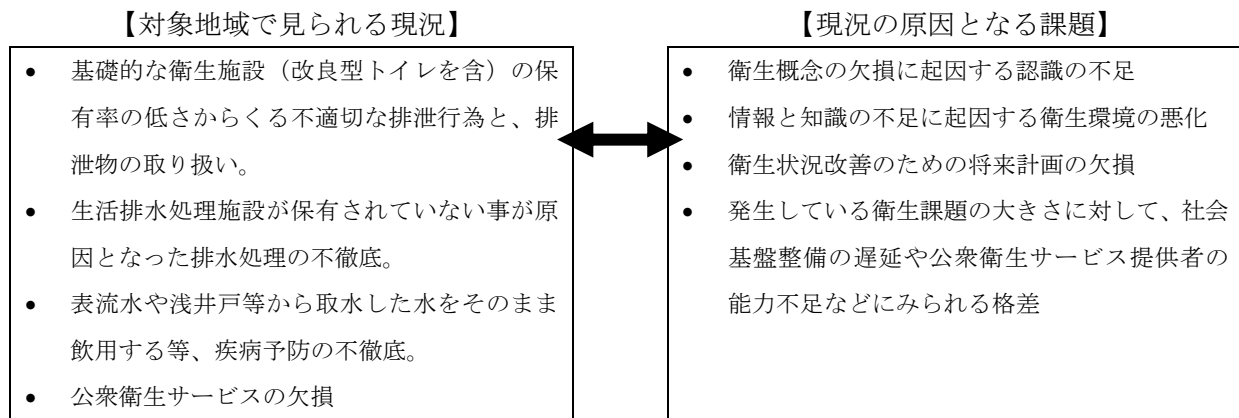 【対象地域で見られる現況】
• 基礎的な衛生施設（改良型トイレを含）の保
有率の低さからくる不適切な排泄行為と、排
泄物の取り扱い。
• 生活排水処理施設が保有されていない事が原
因となった排水処理の不徹底。
• 表流水や浅井戸等から取水した水をそのまま
飲用する等、疾病予防の不徹底。
• 公衆衛生サービスの欠損
【現況の原因となる課題】
• 衛生概念の欠損に起因する認識の不足
• 情報と知識の不足に起因する衛生環境の悪化
• 衛生状況改善のための将来計画の欠損
• 発生している衛生課題の大きさに対して、社会
基盤整備の遅延や公衆衛生サービス提供者の
能力不足などにみられる格差